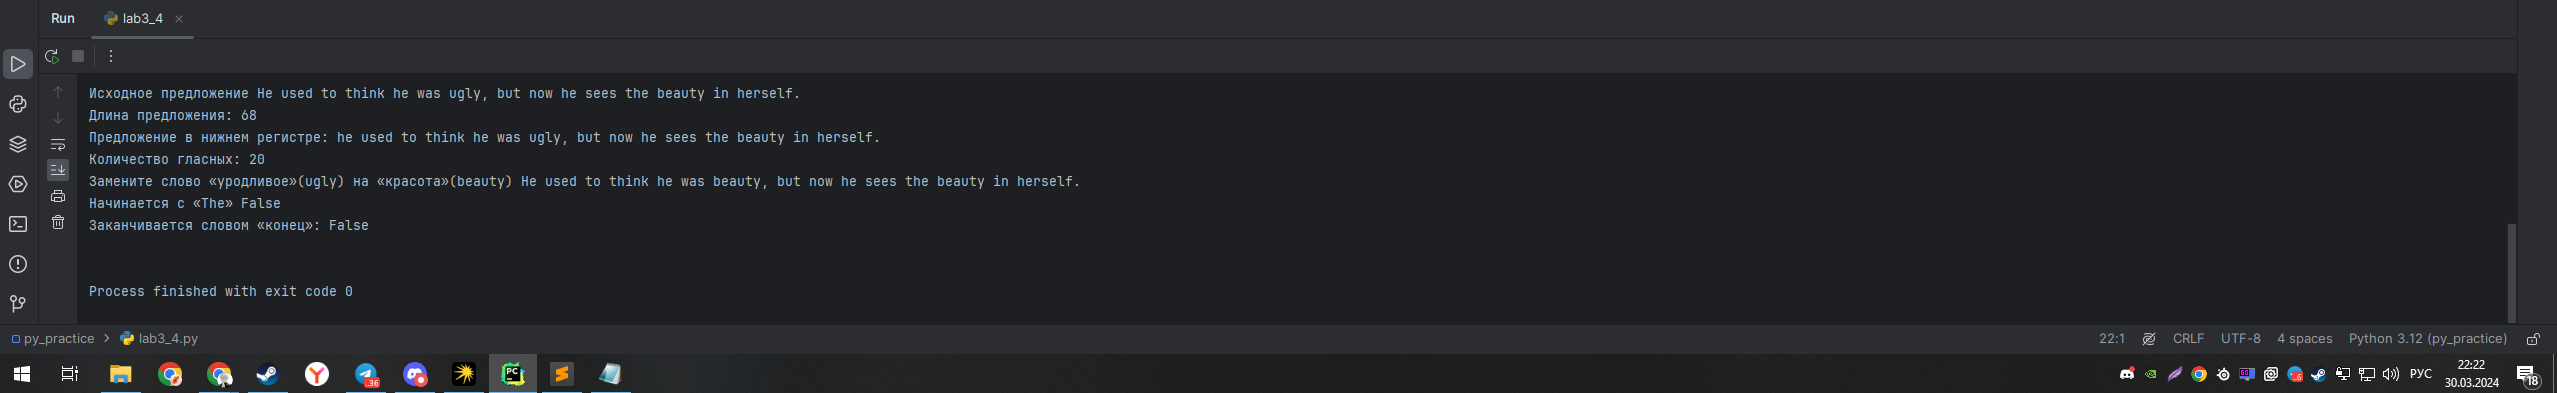 Run lab3_4
Исходное предложение He used to think he was ugly, but now he sees the beauty in herself.
Длина предложения: 68
Предложение в нижнем регистре: he used to think he was ugly, but now he sees the beauty in herself.
Количество гласных: 20
Замените слово «уродливое»(ugly) на «красота»(beauty) He used to think he was beauty, but now he sees the beauty in herself.
Начинается с «The» False
Заканчивается словом «конец»: False
Process finished with exit code 0
py_practice > lab3_4.py 22:1 CRLF UTF-8 4 spaces Python 3.12 (py_practice)
22:22
РУС
30.03.2024
36
PC
18